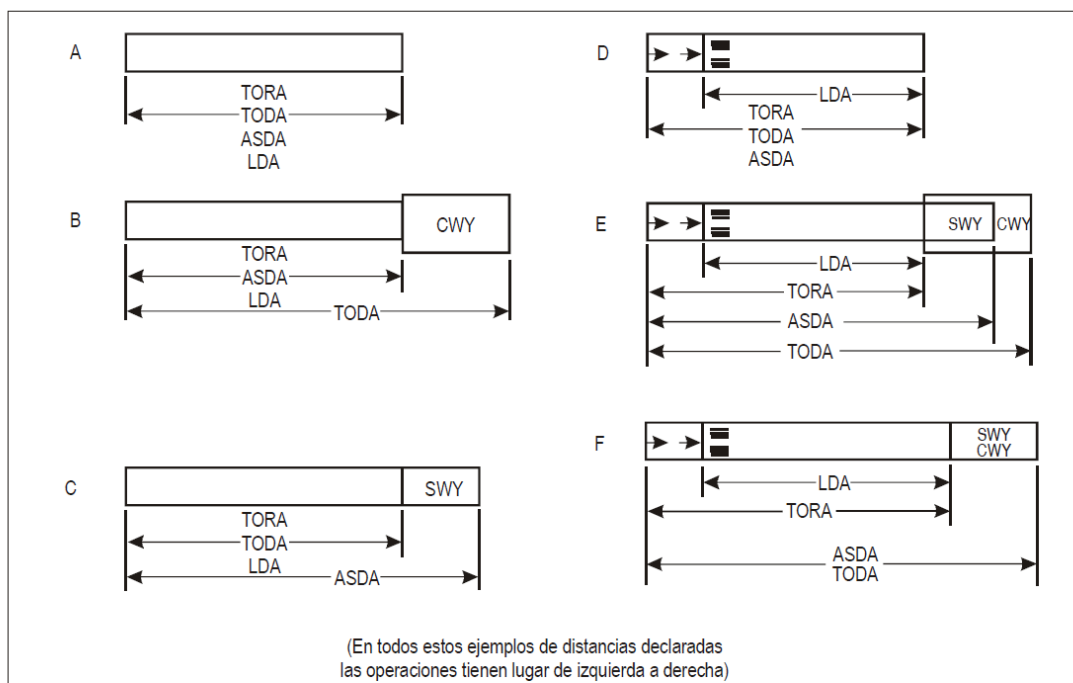 A
TORA
TODA
ASDA
LDA
B
CWY
TORA
ASDA
LDA
TODA
C
SWY
TORA
TODA
LDA
ASDA
D
LDA
TORA
TODA
ASDA
E
SWY
CWY
LDA
TORA
ASDA
TODA
F
SWY
CWY
LDA
TORA
ASDA
TODA
(En todos estos ejemplos de distancias declaradas
las operaciones tienen lugar de izquierda a derecha)